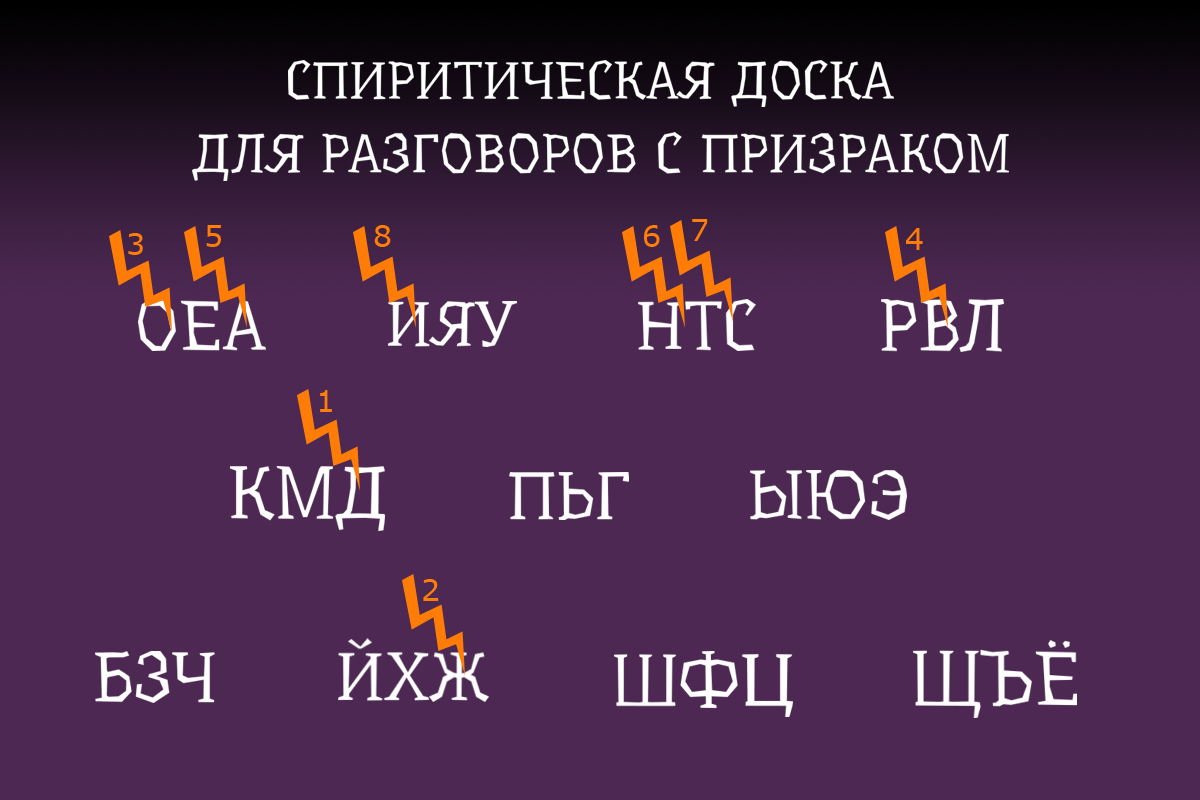 СПИРИТИЧЕСКАЯ ДОСКА
ДЛЯ РАЗГОВОРОВ С ПРИЗРАКОМ
3 5 8 6 7 4
ОЕА ИЯУ НТС РВЛ
1
КМД ПЬГ ЫЮЭ
2
БЗЧ ЙХЖ ШФЦ ЩЪЁ